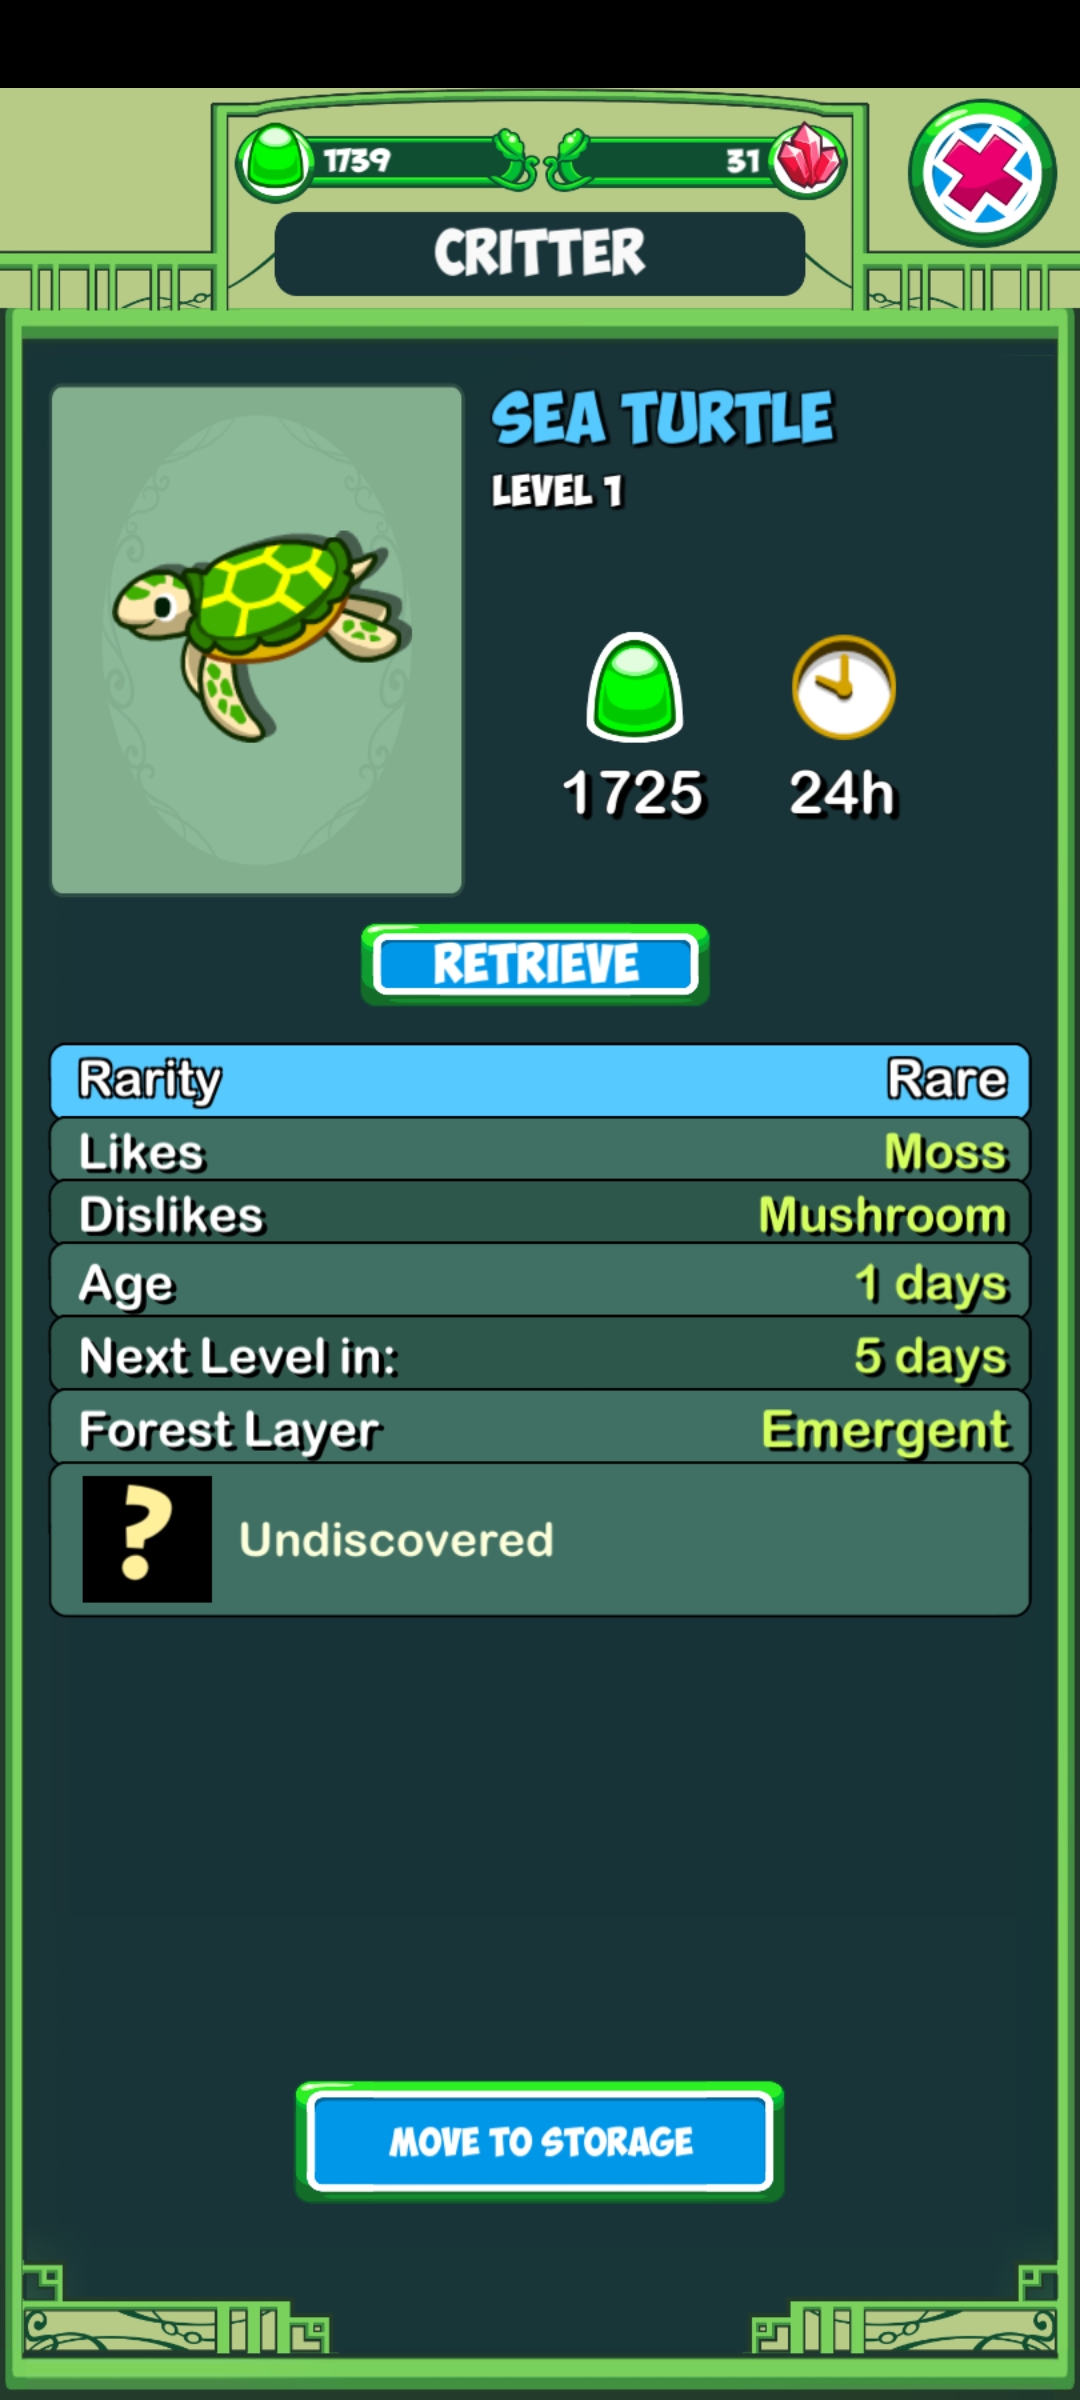 1739 31
CRITTER
SEA TURTLE
LEVEL 1
1725 24h
RETRIEVE
Rarity Rare
Likes Moss
Dislikes Mushroom
Age 1 days
Next Level in: 5 days
Forest Layer Emergent
? Undiscovered
MOVE TO STORAGE